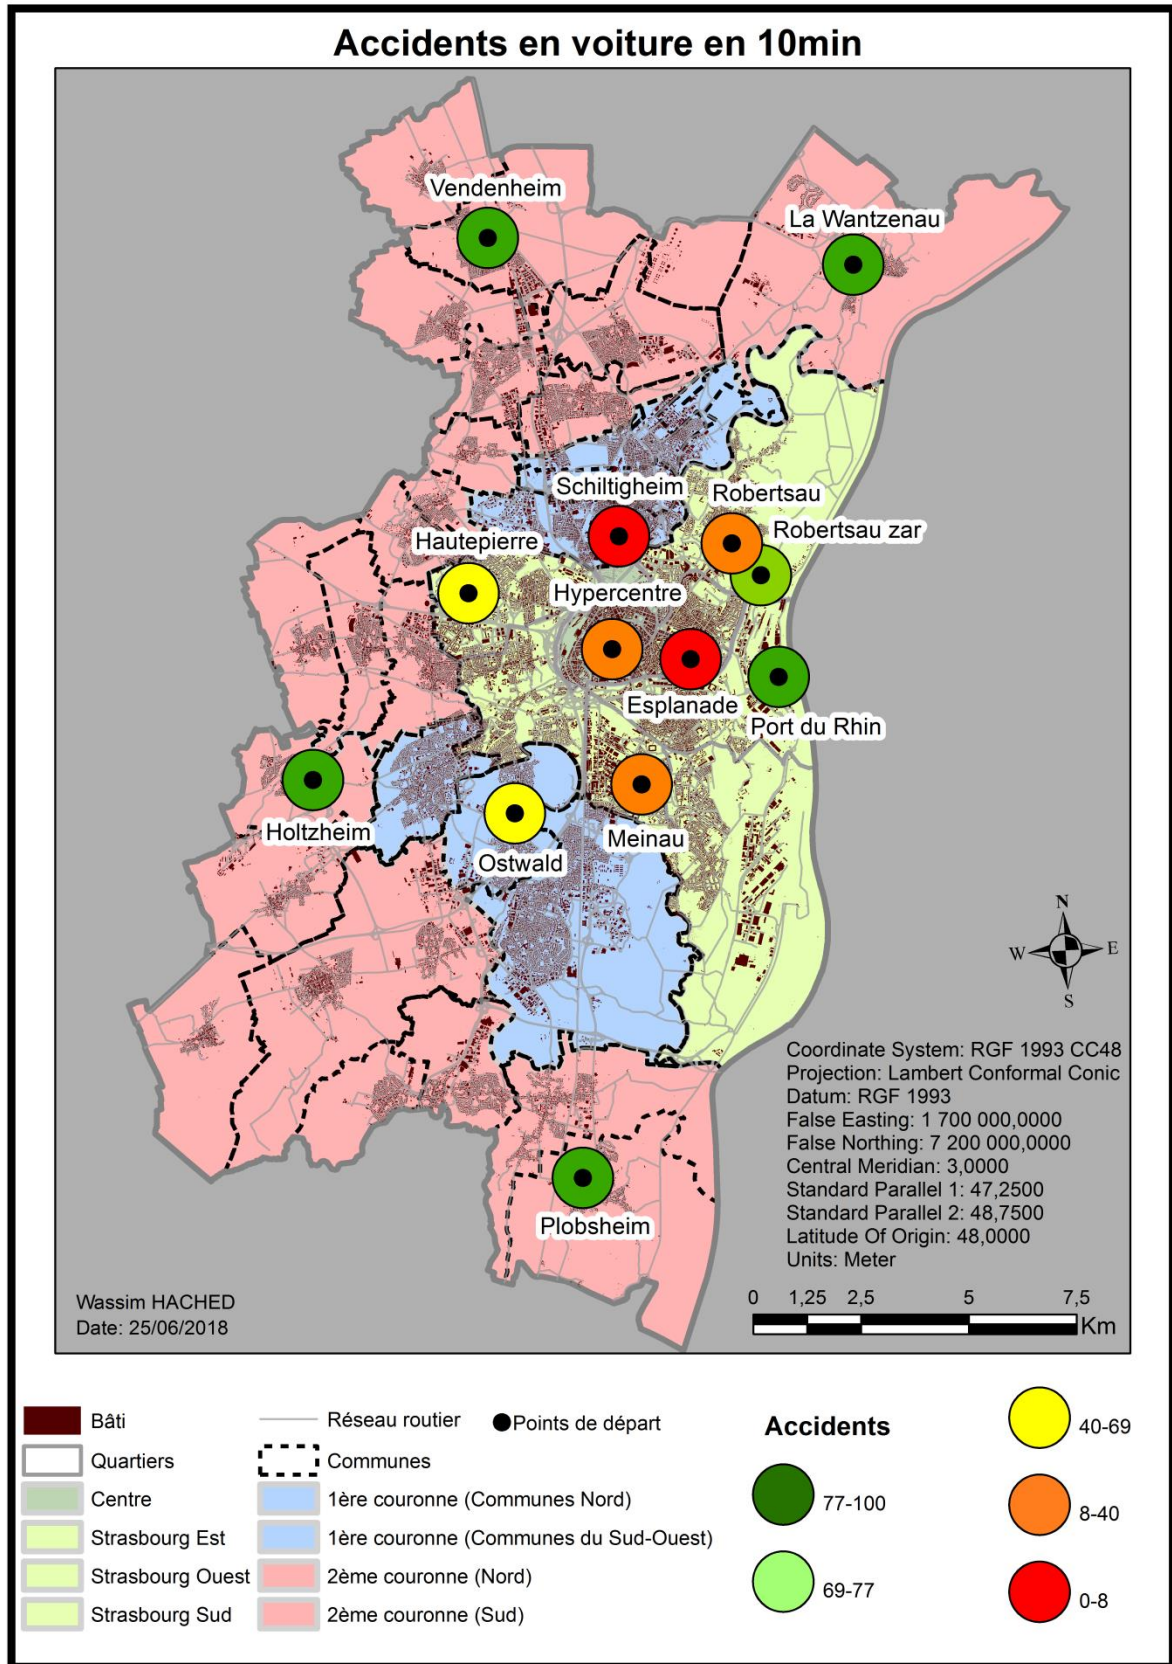 Accidents en voiture en 10min
Vendenheim
La Wantzenau
Schiltigheim
Robertsau
Robertsau zar
Hautepierre
Hypercentre
Esplanade
Port du Rhin
Holtzheim
Ostwald
Meinau
N
W
E
S
Coordinate System: RGF 1993 CC48
Projection: Lambert Conformal Conic
Datum: RGF 1993
False Easting: 1 700 000,0000
False Northing: 7 200 000,0000
Central Meridian: 3,0000
Standard Parallel 1: 47,2500
Standard Parallel 2: 48,7500
Latitude Of Origin: 48,0000
Units: Meter
Plobsheim
Wassim HACHED
Date: 25/06/2018
0 1,25 2,5 5 7,5
Km
Bâti
Quartiers
Centre
Strasbourg Est
Strasbourg Ouest
Strasbourg Sud
Réseau routier
Communes
1ère couronne (Communes Nord)
1ère couronne (Communes du Sud-Ouest)
2ème couronne (Nord)
2ème couronne (Sud)
Points de départ
Accidents
77-100
69-77
40-69
8-40
0-8